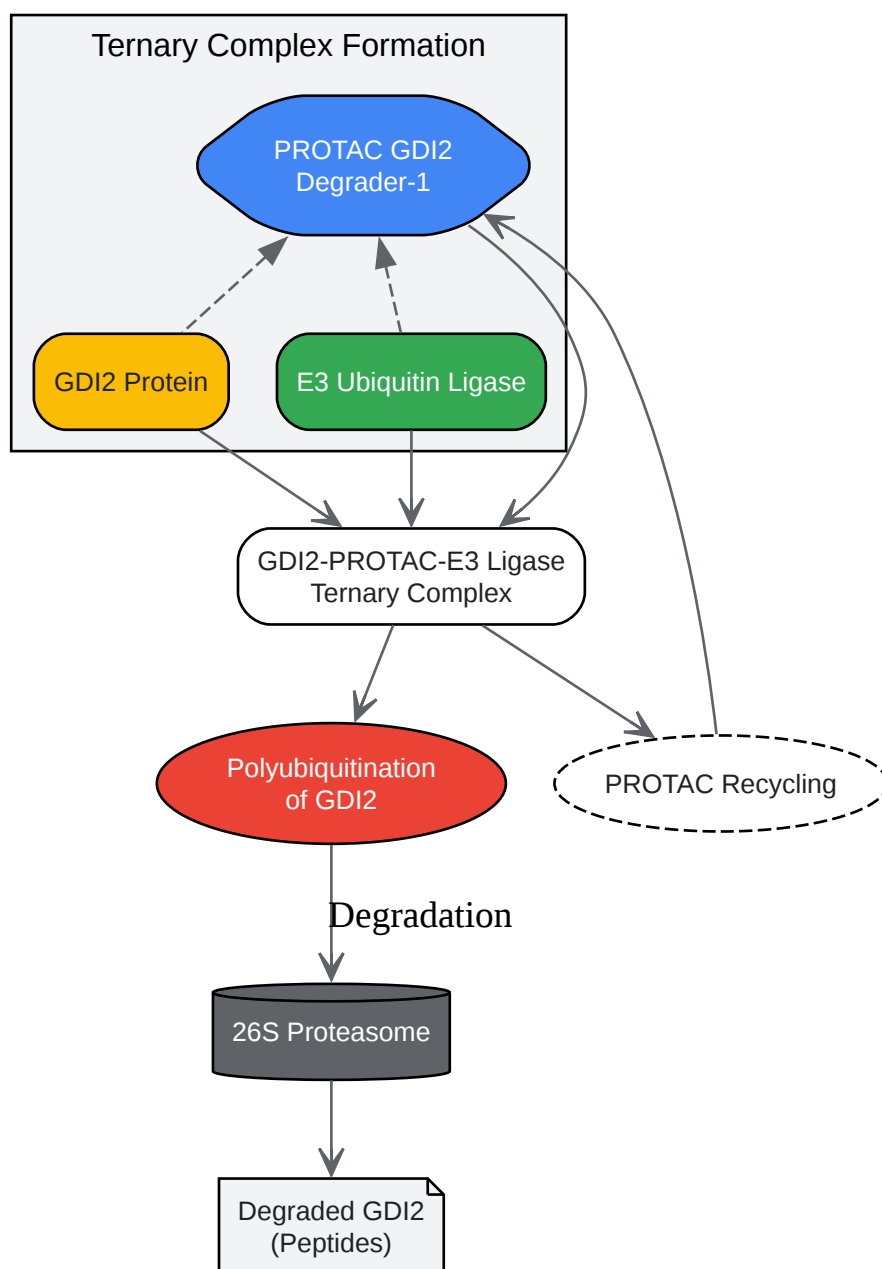 Ternary Complex Formation
PROTAC GDI2
Degrader-1
GDI2 Protein
E3 Ubiquitin Ligase
GDI2-PROTAC-E3 Ligase
Ternary Complex
Polyubiquitination
of GDI2
PROTAC Recycling
Degradation
26S Proteasome
Degraded GDI2
(Peptides)